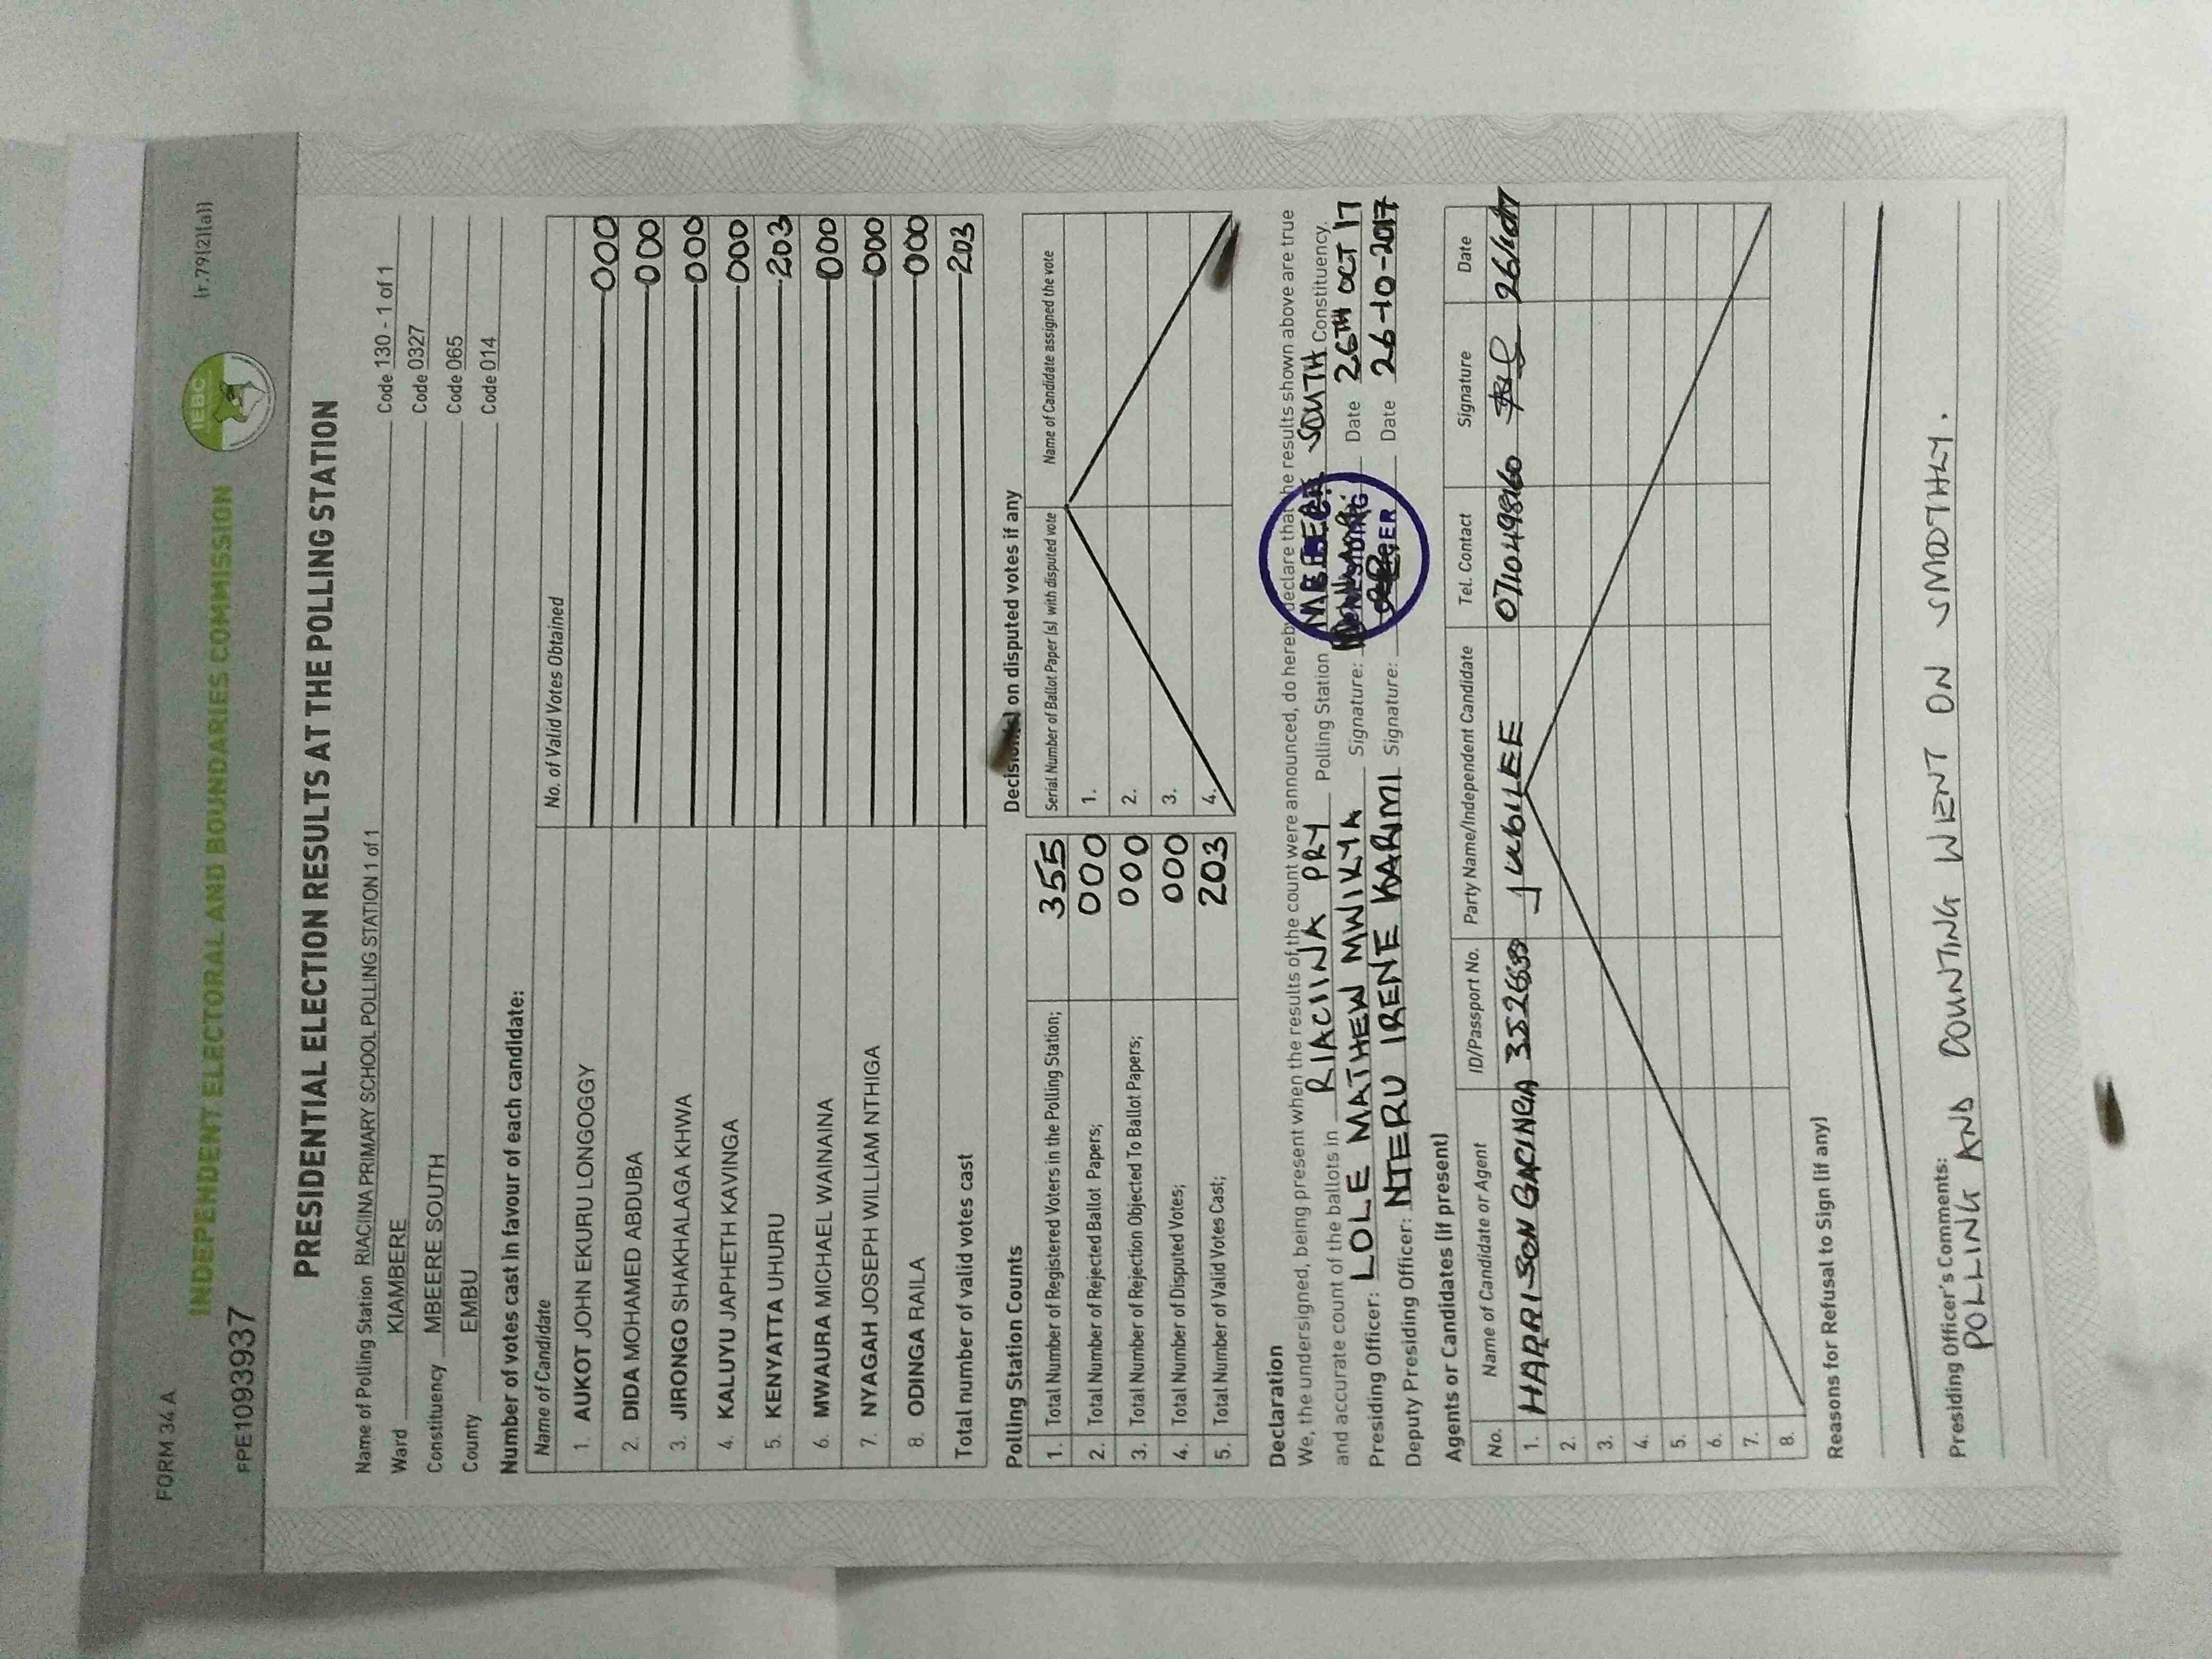 FORM 34 A
(r.79(2)(a))
IEBC
INDEPENDENT ELECTORAL AND BOUNDARIES COMMISSION
FPE1093937
PRESIDENTIAL ELECTION RESULTS AT THE POLLING STATION
Name of Polling Station RIACIINA PRIMARY SCHOOL POLLING STATION 1 of 1 Code 130 - 1 of 1
Ward KIAMBERE Code 0327
Constituency MBEERE SOUTH Code 065
County EMBU Code 014
Number of votes cast in favour of each candidate:
Name of Candidate No. of Valid Votes Obtained
1. AUKOT JOHN EKURU LONGOGGY 000
2. DIDA MOHAMED ABDUBA 000
3. JIRONGO SHAKHALAGA KHWA 000
4. KALUYU JAPHETH KAVINGA 000
5. KENYATTA UHURU 203
6. MWAURA MICHAEL WAINAINA 000
7. NYAGAH JOSEPH WILLIAM NTHIGA 000
8. ODINGA RAILA 000
Total number of valid votes cast 203
Polling Station Counts
1. Total Number of Registered Voters in the Polling Station; 355
2. Total Number of Rejected Ballot Papers; 000
3. Total Number of Rejection Objected To Ballot Papers; 000
4. Total Number of Disputed Votes; 000
5. Total Number of Valid Votes Cast; 203
Decision(s) on disputed votes if any
Serial Number of Ballot Paper (s) with disputed vote Name of Candidate assigned the vote
1.
2.
3.
4.
Declaration
We, the undersigned, being present when the results of the count were announced, do hereby declare that the results shown above are true
and accurate count of the ballots in RIACIINA PRY Polling Station MBEERE SOUTH Constituency.
Presiding Officer: LOLE MATHEW MWIKYA Signature: Date 26TH OCT 17
Deputy Presiding Officer: NJERU IRENE KARIMI Signature: Date 26-10-2017
PRESIDING
Agents or Candidates (if present)
No. Name of Candidate or Agent ID/Passport No. Party Name/Independent Candidate Tel. Contact Signature Date
1. HARRISON JUBILEE
2.
3.
4.
5.
6.
7.
8.
Reasons for Refusal to Sign (if any)
Presiding Officer's Comments:
POLLING AND COUNTING WENT ON SMOOTHLY.